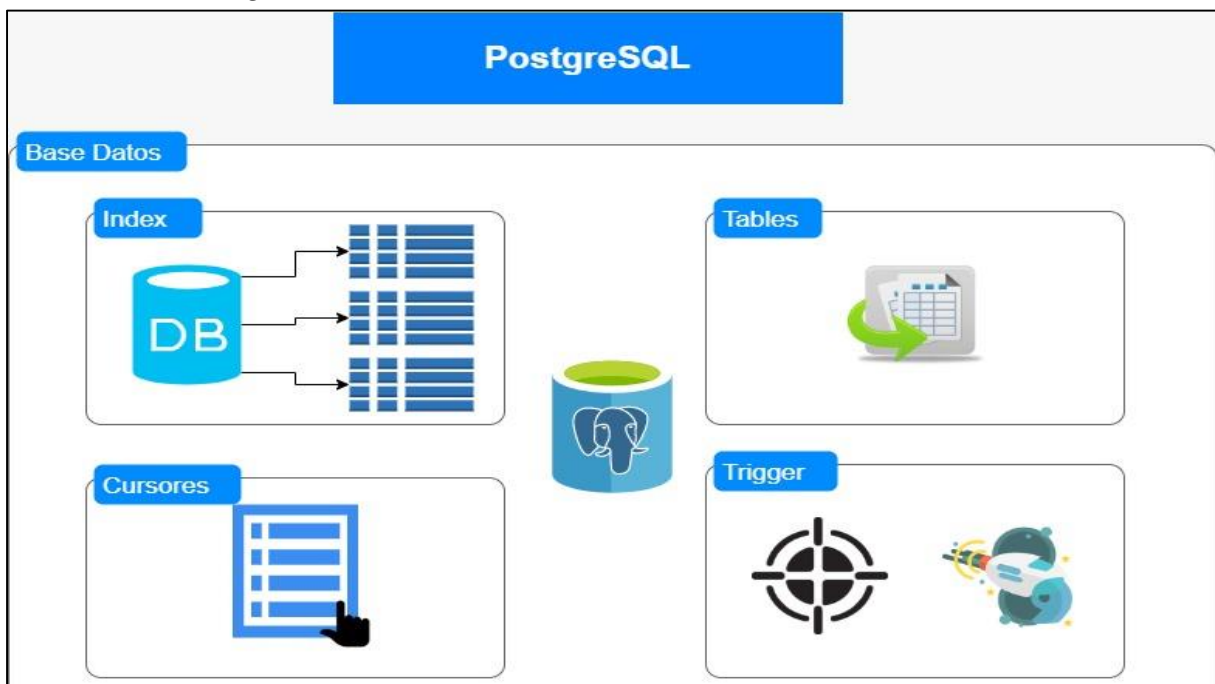 PostgreSQL
Base Datos
Index
Tables
DB
Cursores
Trigger